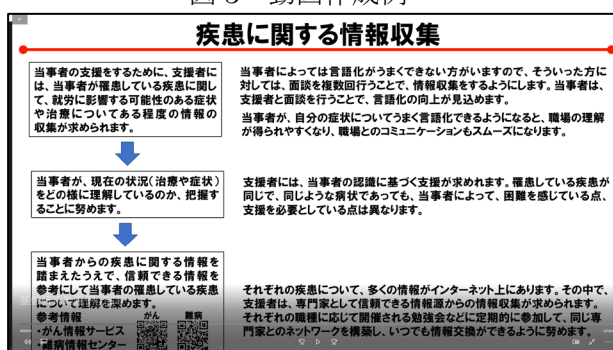 疾患に関する情報収集
当事者の支援をするために、支援者に
は、当事者が罹患している疾患に関し
て、就労に影響する可能性のある症状
や治療についてある程度の情報の
収集が求められます。
当事者によっては言語化がうまくできない方がいますので、そういった方に
対しては、面談を複数回行うことで、情報収集をするようにします。当事者は、
支援者と面談を行うことで、言語化の向上が見込めます。
当事者が、自分の症状についてうまく言語化できるようになると、職場の理解
が得られやすくなり、職場とのコミュニケーションもスムーズになります。
当事者が、現在の状況(治療や症状)
をどの様に理解しているのか、把握す
ることに努めます。
支援者には、当事者の認識に基づく支援が求めれます。罹患している疾患が
同じで、同じような病状であっても、当事者によって、困難を感じている点、
支援を必要としている点は異なります。
当事者からの疾患に関する情報を
踏まえたうえで、信頼できる情報を
参考にして当事者の罹患している疾患
について理解を深めます。
参考情報 がん 難病
・がん情報サービス
・難病情報センター
それぞれの疾患について、多くの情報がインターネット上にあります。その中で、
支援者は、専門家として信頼できる情報源からの情報収集が求められます。
それぞれの職種に応じて開催される勉強会などに定期的に参加して、同じ専
門家とのネットワークを構築し、いつでも情報交換ができるように努めます。